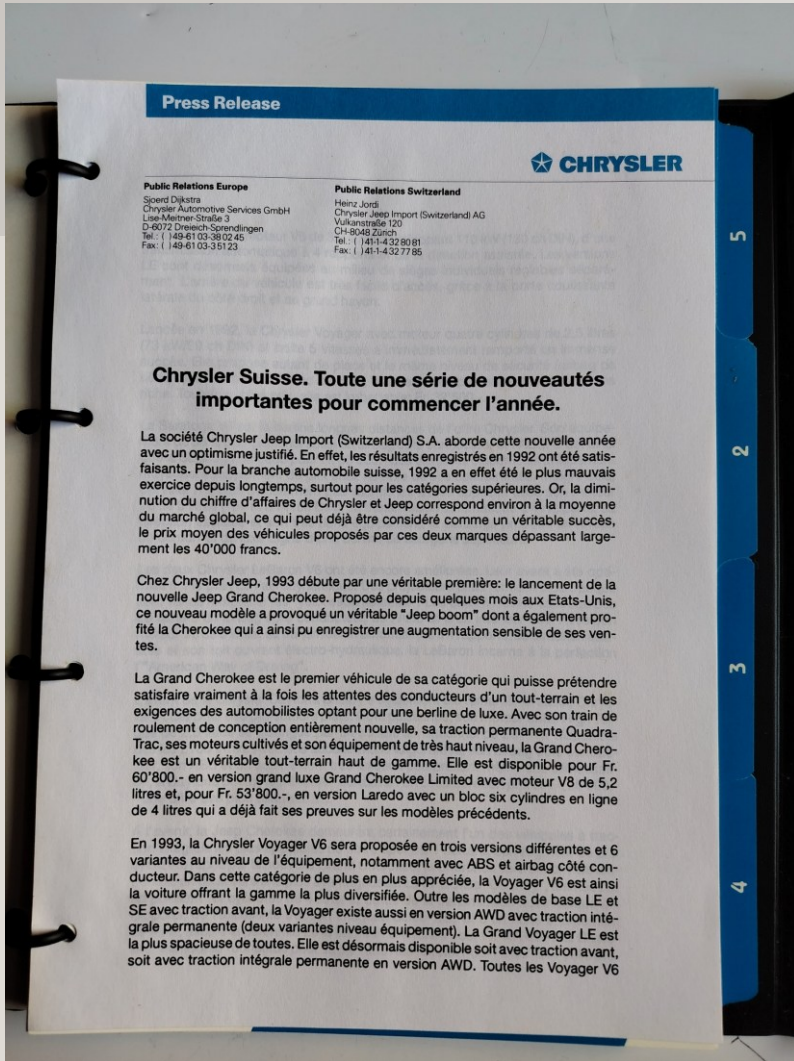 Press Release
CHRYSLER
Public Relations Europe
Sjoerd Dijkstra
Chrysler Automotive Services GmbH
Lise-Meitner-Straße 3
D-6072 Dreieich-Sprendlingen
Tel.: ( )49-61 03-38 02 45
Fax: ( )49-61 03-3 51 23
Public Relations Switzerland
Heinz Jordi
Chrysler Jeep Import (Switzerland) AG
Vulkanstraße 120
CH-8048 Zürich
Tel.: ( )41-1-4 32 80 81
Fax: ( )41-1-4 32 77 85
Chrysler Suisse. Toute une série de nouveautés
importantes pour commencer l'année.
La société Chrysler Jeep Import (Switzerland) S.A. aborde cette nouvelle année
avec un optimisme justifié. En effet, les résultats enregistrés en 1992 ont été satis-
faisants. Pour la branche automobile suisse, 1992 a en effet été le plus mauvais
exercice depuis longtemps, surtout pour les catégories supérieures. Or, la dimi-
nution du chiffre d'affaires de Chrysler et Jeep correspond environ à la moyenne
du marché global, ce qui peut déjà être considéré comme un véritable succès,
le prix moyen des véhicules proposés par ces deux marques dépassant large-
ment les 40'000 francs.
Chez Chrysler Jeep, 1993 débute par une véritable première: le lancement de la
nouvelle Jeep Grand Cherokee. Proposé depuis quelques mois aux Etats-Unis,
ce nouveau modèle a provoqué un véritable "Jeep boom" dont a également pro-
fité la Cherokee qui a ainsi pu enregistrer une augmentation sensible de ses ven-
tes.
La Grand Cherokee est le premier véhicule de sa catégorie qui puisse prétendre
satisfaire vraiment à la fois les attentes des conducteurs d'un tout-terrain et les
exigences des automobilistes optant pour une berline de luxe. Avec son train de
roulement de conception entièrement nouvelle, sa traction permanente Quadra-
Trac, ses moteurs cultivés et son équipement de très haut niveau, la Grand Chero-
kee est un véritable tout-terrain haut de gamme. Elle est disponible pour Fr.
60'800.- en version grand luxe Grand Cherokee Limited avec moteur V8 de 5,2
litres et, pour Fr. 53'800.-, en version Laredo avec un bloc six cylindres en ligne
de 4 litres qui a déjà fait ses preuves sur les modèles précédents.
En 1993, la Chrysler Voyager V6 sera proposée en trois versions différentes et 6
variantes au niveau de l'équipement, notamment avec ABS et airbag côté con-
ducteur. Dans cette catégorie de plus en plus appréciée, la Voyager V6 est ainsi
la voiture offrant la gamme la plus diversifiée. Outre les modèles de base LE et
SE avec traction avant, la Voyager existe aussi en version AWD avec traction inté-
grale permanente (deux variantes niveau équipement). La Grand Voyager LE est
la plus spacieuse de toutes. Elle est désormais disponible soit avec traction avant,
soit avec traction intégrale permanente en version AWD. Toutes les Voyager V6
5
2
3
4